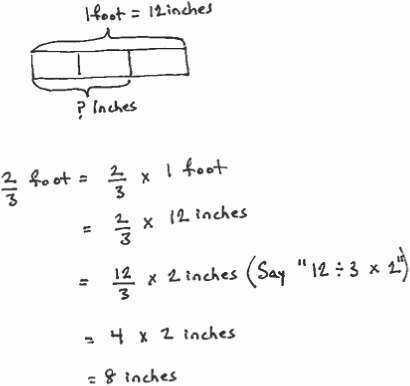 1 foot = 12 inches
? Inches
2/3 foot = 2/3 x 1 foot
= 2/3 x 12 inches
= 12/3 x 2 inches (Say "12 ÷ 3 x 2")
= 4 x 2 inches
= 8 inches